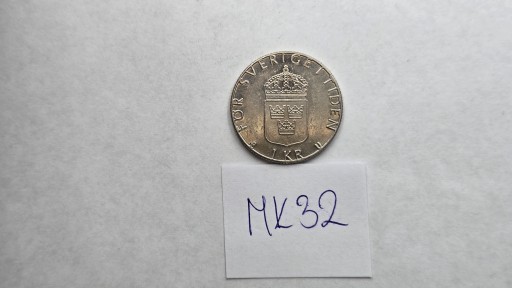 FÖR SVERIGE I TIDEN
1 KR U
MK32